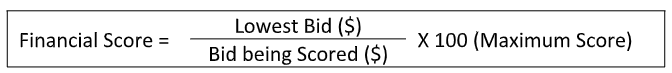 Financial Score = Lowest Bid ($) / Bid being Scored ($) X 100 (Maximum Score)